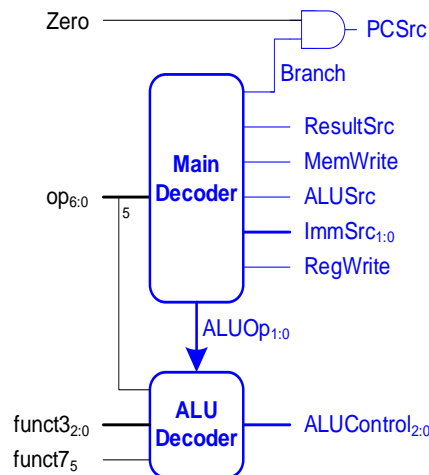 Zero
PCSrc
Branch
ResultSrc
Main
Decoder
MemWrite
op6:0
5
ALUSrc
ImmSrc1:0
RegWrite
ALUOp1:0
ALU
Decoder
funct32:0
ALUControl2:0
funct75